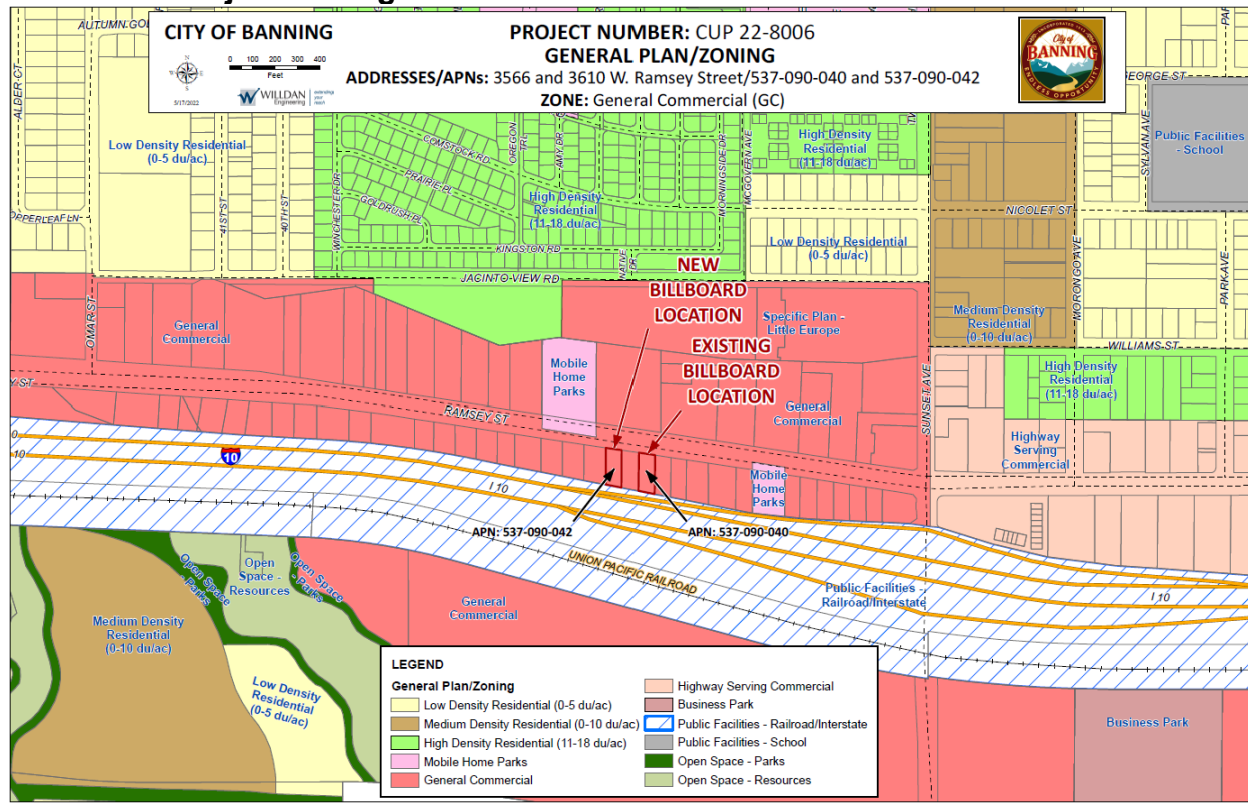 CITY OF BANNING
0 100 200 300 400
Feet
5/17/2022
WILLDAN
Engineering
extending
your
reach
PROJECT NUMBER: CUP 22-8006
GENERAL PLAN/ZONING
ADDRESSES/APNs: 3566 and 3610 W. Ramsey Street/537-090-040 and 537-090-042
ZONE: General Commercial (GC)
City of
BANNING
ENDLESS OPPORTUNITY
ALDER CT
GEORGE ST
SYLVAN AVE
Public Facilities
- School
Low Density Residential
(0-5 du/ac)
COMSTOCK RD
OREGON
TRL
AMY DR
PRAIRIE PL
GOLDRUSH PL
High Density
Residential
(11-18 du/ac)
MORNINGSIDE DR
MCGOVERN AVE
High Density
Residential
(11-18 du/ac)
41ST ST
40TH ST
WINCHESTER DR
KINGSTON RD
NATIVE
DR
JACINTO VIEW RD
Low Density Residential
(0-5 du/ac)
NICOLET ST
MORONGO AVE
PARK AVE
OMAR ST
General
Commercial
NEW
BILLBOARD
LOCATION
EXISTING
BILLBOARD
LOCATION
Specific Plan -
Little Europe
Medium Density
Residential
(0-10 du/ac)
WILLIAMS ST
High Density
Residential
(11-18 du/ac)
Mobile
Home
Parks
RAMSEY ST
General
Commercial
SUNSET AVE
Highway
Serving
Commercial
10
I 10
Mobile
Home
Parks
APN: 537-090-042
APN: 537-090-040
UNION PACIFIC RAILROAD
Public Facilities -
Railroad/Interstate
I 10
Open Space
- Parks
Open
Space -
Resources
Open Space
- Parks
Medium Density
Residential
(0-10 du/ac)
Low Density
Residential
(0-5 du/ac)
General
Commercial
Business Park
LEGEND
General Plan/Zoning
Low Density Residential (0-5 du/ac)
Medium Density Residential (0-10 du/ac)
High Density Residential (11-18 du/ac)
Mobile Home Parks
General Commercial
Highway Serving Commercial
Business Park
Public Facilities - Railroad/Interstate
Public Facilities - School
Open Space - Parks
Open Space - Resources